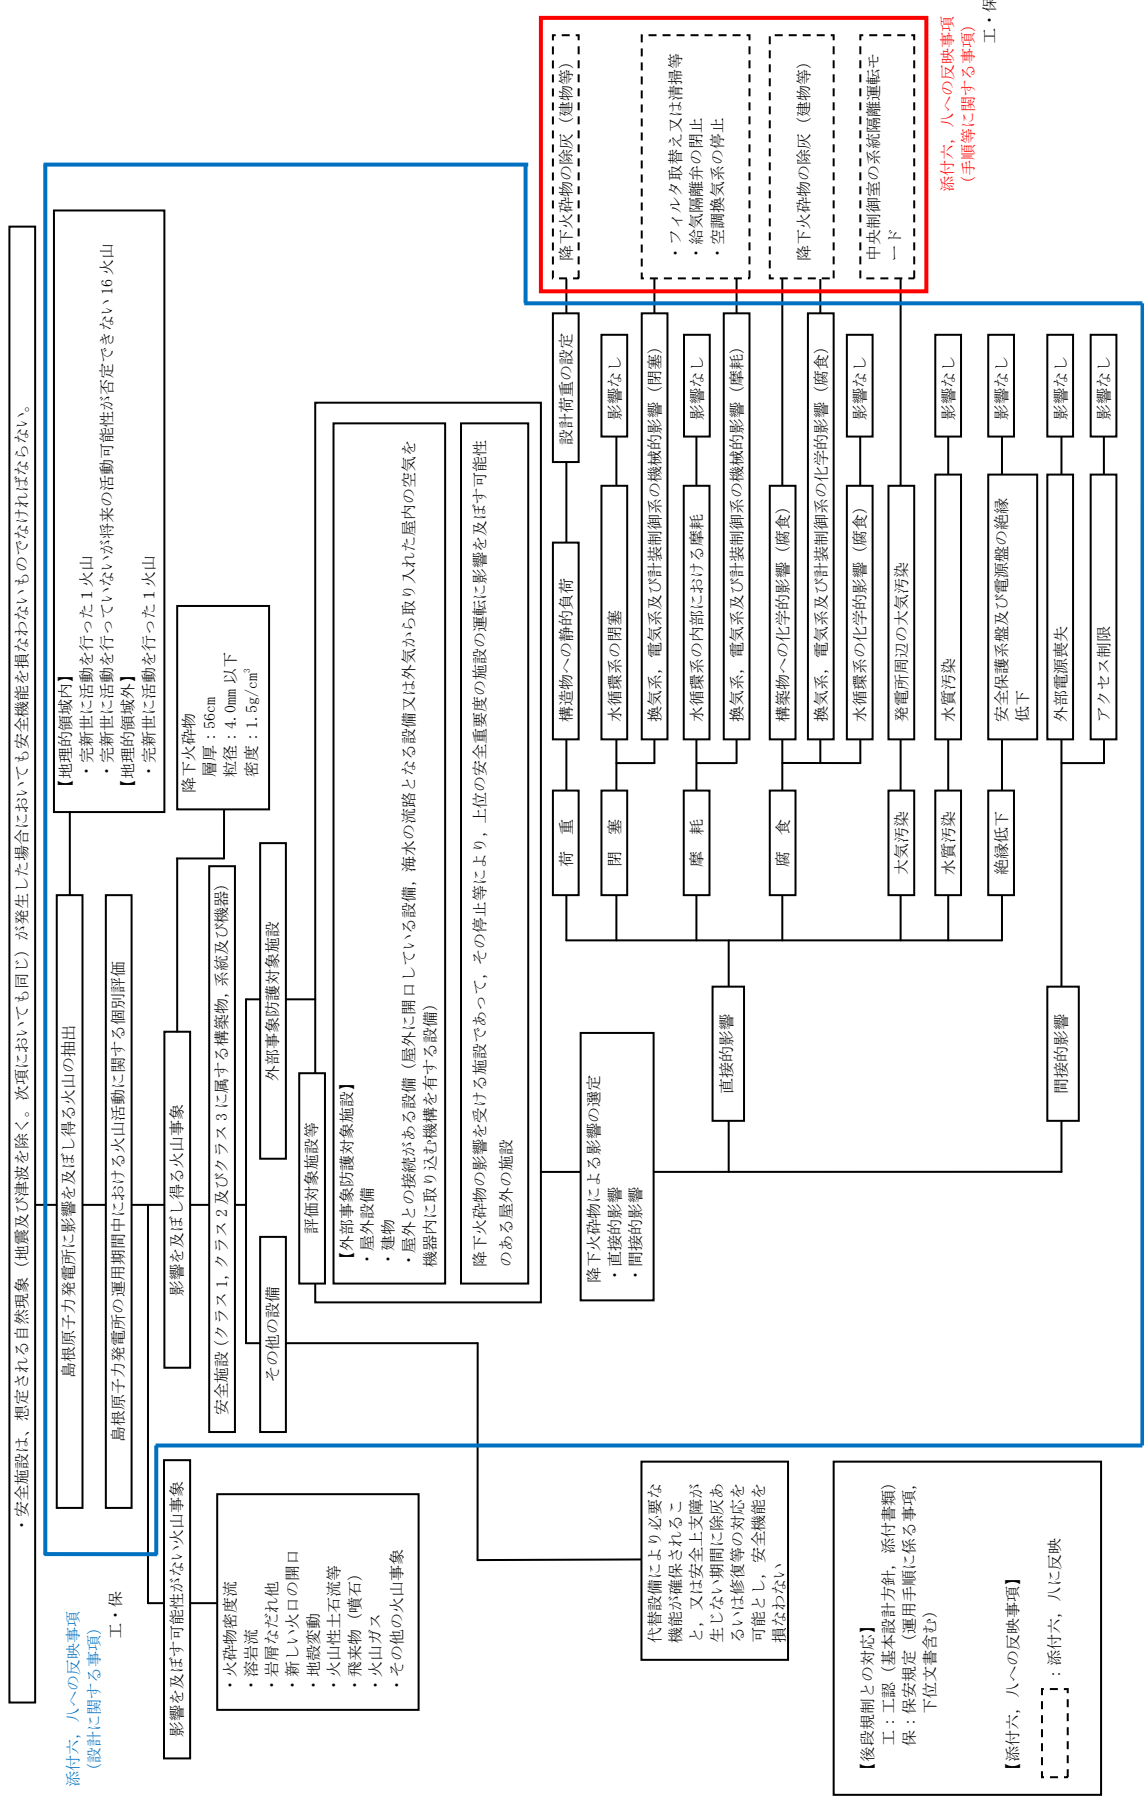 ・安全施設は、想定される自然現象（地震及び津波を除く。次項においても同じ）が発生した場合においても安全機能を損なわないものでなければならない。
添付六，八への反映事項
（設計に関する事項）
工・保
島根原子力発電所に影響を及ぼし得る火山の抽出
【地理的領域内】
・完新世に活動を行った１火山
・完新世に活動を行っていないが将来の活動可能性が否定できない 16 火山
【地理的領域外】
・完新世に活動を行った１火山
島根原子力発電所の運用期間中における火山活動に関する個別評価
影響を及ぼす可能性がない火山事象
・火砕物密度流
・溶岩流
・岩屑なだれ他
・新しい火口の開口
・地殻変動
・火山性土石流等
・飛来物（噴石）
・火山ガス
・その他の火山事象
影響を及ぼし得る火山事象
降下火砕物
層厚：56cm
粒径：4.0mm 以下
密度：1.5g/cm³
安全施設（クラス１，クラス２及びクラス３に属する構築物，系統及び機器）
その他の設備
外部事象防護対象施設
評価対象施設等
【外部事象防護対象施設】
・屋外設備
・建物
・屋外との接続がある設備（屋外に開口している設備，海水の流路となる設備又は外気から取り入れた屋内の空気を
機器内に取り込む機構を有する設備）
降下火砕物の影響を受ける施設であって，その停止等により，上位の安全重要度の施設の運転に影響を及ぼす可能性
のある屋外の施設
代替設備により必要な
機能が確保されるこ
と，又は安全上支障が
生じない期間に除灰あ
るいは修復等の対応を
可能とし，安全機能を
損なわない
降下火砕物による影響の選定
・直接的影響
・間接的影響
直接的影響
荷　重
構造物への静的負荷
設計荷重の設定
降下火砕物の除灰（建物等）
閉　塞
水循環系の閉塞
影響なし
換気系，電気系及び計装制御系の機械的影響（閉塞）
・フィルタ取替え又は清掃等
・給気隔離弁の閉止
・空調換気系の停止
摩　耗
水循環系の内部における摩耗
影響なし
換気系，電気系及び計装制御系の機械的影響（摩耗）
腐　食
構築物への化学的影響（腐食）
降下火砕物の除灰（建物等）
換気系，電気系及び計装制御系の化学的影響（腐食）
水循環系の化学的影響（腐食）
影響なし
大気汚染
発電所周辺の大気汚染
中央制御室の系統隔離運転モ
ード
水質汚染
水質汚染
影響なし
絶縁低下
安全保護系盤及び電源盤の絶縁
低下
影響なし
間接的影響
外部電源喪失
影響なし
アクセス制限
影響なし
添付六，八への反映事項
（手順等に関する事項）
工・保
【後段規制との対応】
工：工認（基本設計方針，添付書類）
保：保安規定（運用手順に係る事項，
下位文書含む）
【添付六，八への反映事項】
：添付六，八に反映